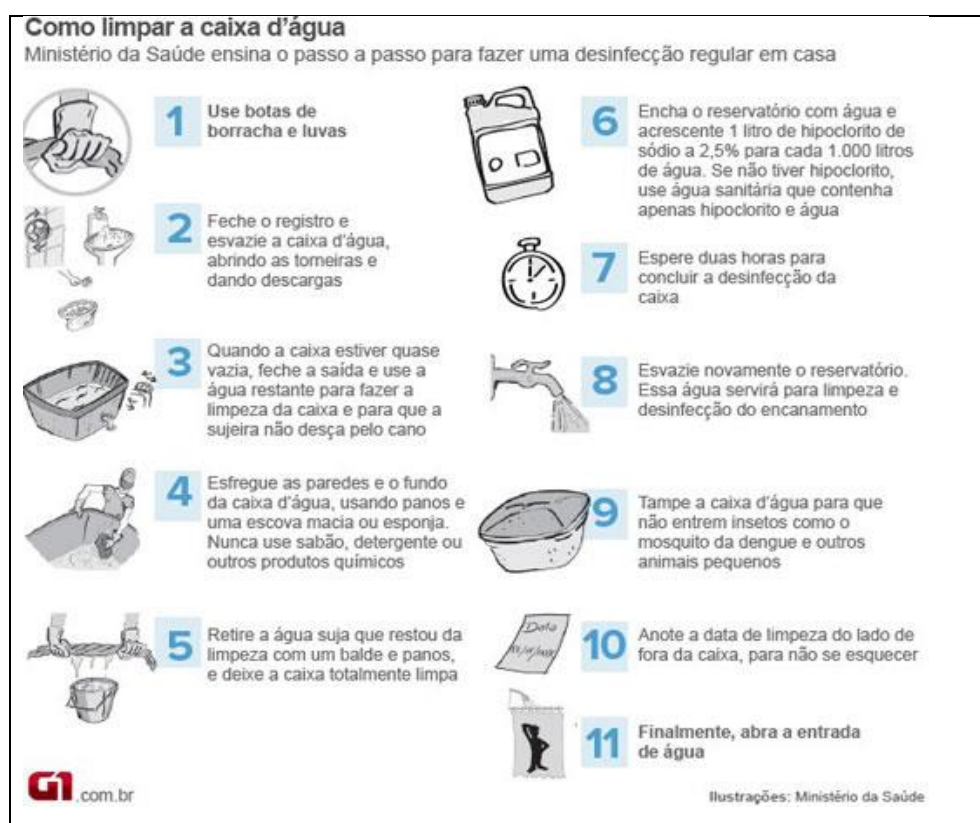 Como limpar a caixa d'água
Ministério da Saúde ensina o passo a passo para fazer uma desinfecção regular em casa
1
Use botas de
borracha e luvas
2
Feche o registro e
esvazie a caixa d'água,
abrindo as torneiras e
dando descargas
3
Quando a caixa estiver quase
vazia, feche a saída e use a
água restante para fazer a
limpeza da caixa e para que a
sujeira não desça pelo cano
4
Esfregue as paredes e o fundo
da caixa d'água, usando panos e
uma escova macia ou esponja.
Nunca use sabão, detergente ou
outros produtos químicos
5
Retire a água suja que restou da
limpeza com um balde e panos,
e deixe a caixa totalmente limpa
6
Encha o reservatório com água e
acrescente 1 litro de hipoclorito de
sódio a 2,5% para cada 1.000 litros
de água. Se não tiver hipoclorito,
use água sanitária que contenha
apenas hipoclorito e água
7
Espere duas horas para
concluir a desinfecção da
caixa
8
Esvazie novamente o reservatório.
Essa água servirá para limpeza e
desinfecção do encanamento
9
Tampe a caixa d'água para que
não entrem insetos como o
mosquito da dengue e outros
animais pequenos
Data
10
Anote a data de limpeza do lado de
fora da caixa, para não se esquecer
11
Finalmente, abra a entrada
de água
G1.com.br
Ilustrações: Ministério da Saúde